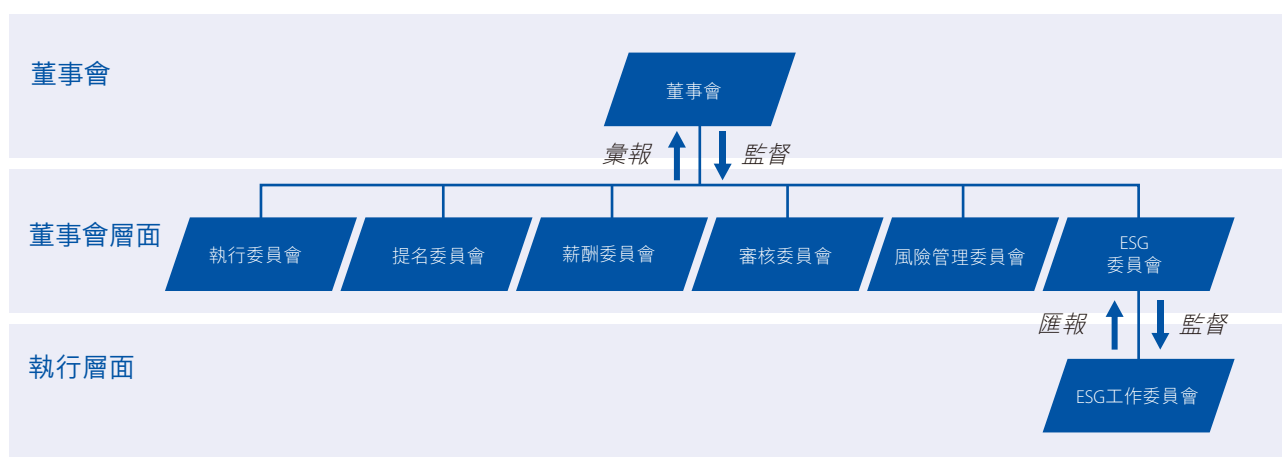 董事會
董事會
彙報
監督
董事會層面
執行委員會
提名委員會
薪酬委員會
審核委員會
風險管理委員會
ESG
委員會
匯報
監督
執行層面
ESG工作委員會